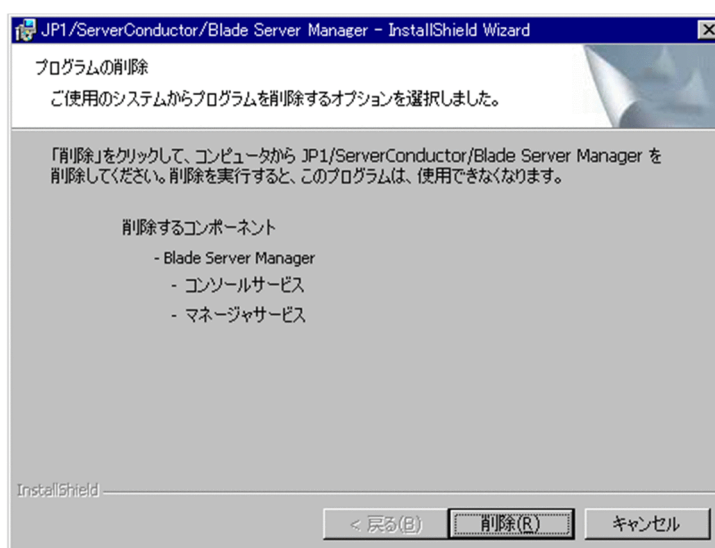 JP1/ServerConductor/Blade Server Manager - InstallShield Wizard
プログラムの削除
ご使用のシステムからプログラムを削除するオプションを選択しました。
「削除」をクリックして、コンピュータから JP1/ServerConductor/Blade Server Manager を
削除してください。削除を実行すると、このプログラムは、使用できなくなります。
削除するコンポーネント
- Blade Server Manager
- コンソールサービス
- マネージャサービス
InstallShield
< 戻る(B)
削除(R)
キャンセル